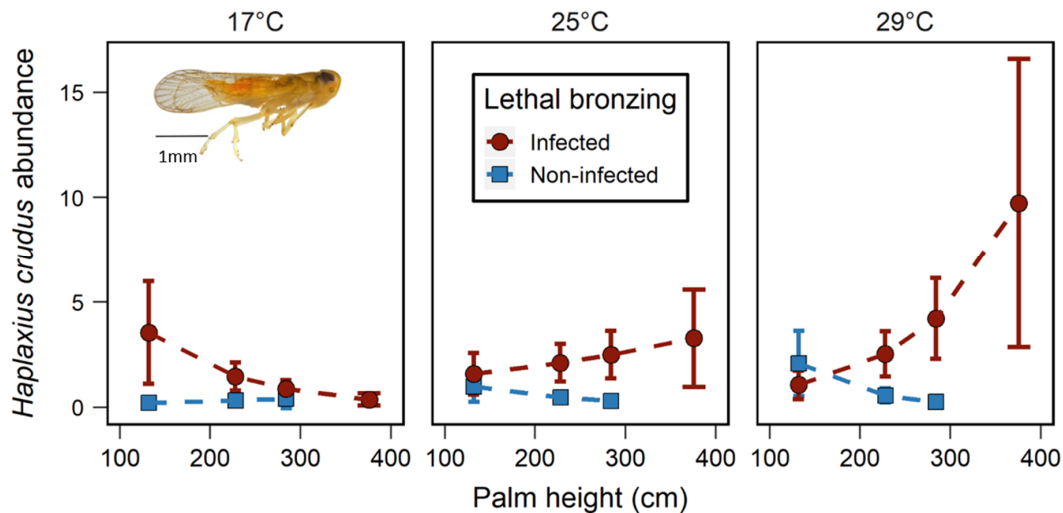 17°C
25°C
29°C
Haplaxius crudus abundance
15
10
5
0
1mm
Lethal bronzing
Infected
Non-infected
100 200 300 400
100 200 300 400
100 200 300 400
Palm height (cm)